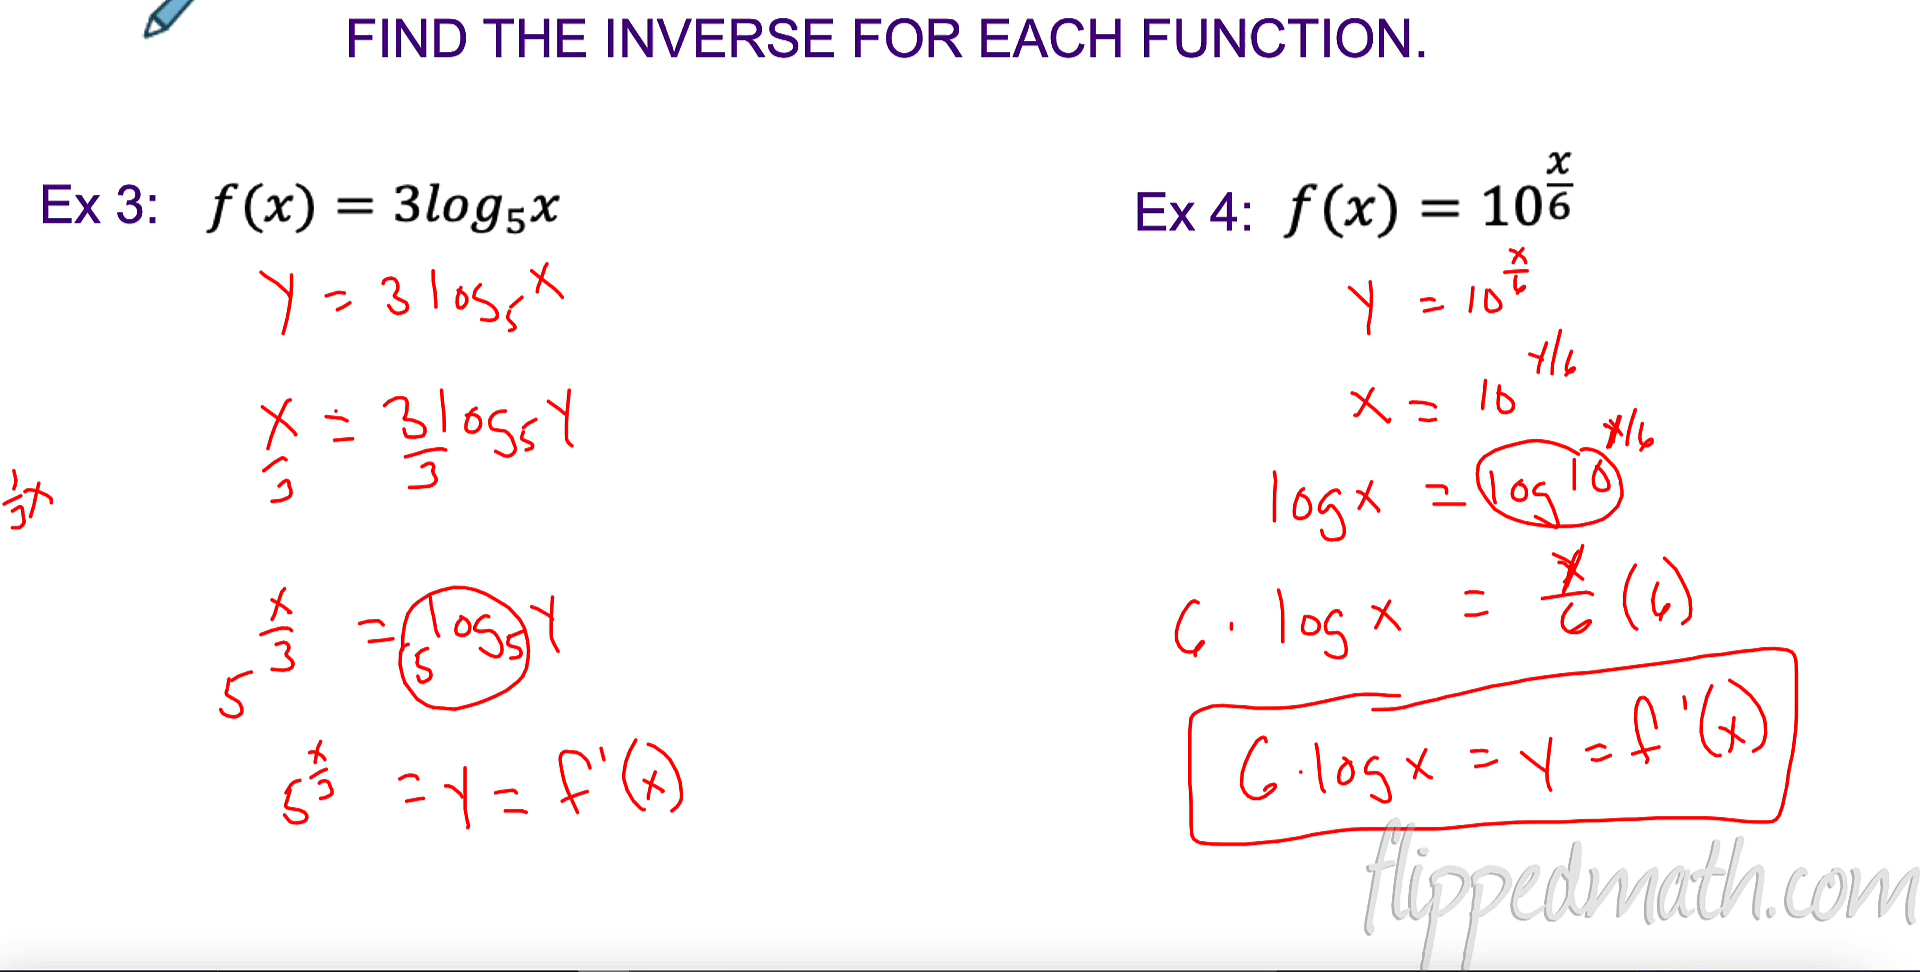 FIND THE INVERSE FOR EACH FUNCTION.
Ex 3: f(x) = 3log₅x
y = 3 log₅ x
x/3 = 3 log₅ y/3
1/3 x
5^(x/3) = 5^(log₅ y)
5^(x/3) = y = f'(x)
Ex 4: f(x) = 10^(x/6)
y = 10^(x/6)
x = 10^(y/6)
log x = log 10^(y/6)
6 · log x = y/6 (6)
6 · log x = y = f'(x)
flippedmath.com